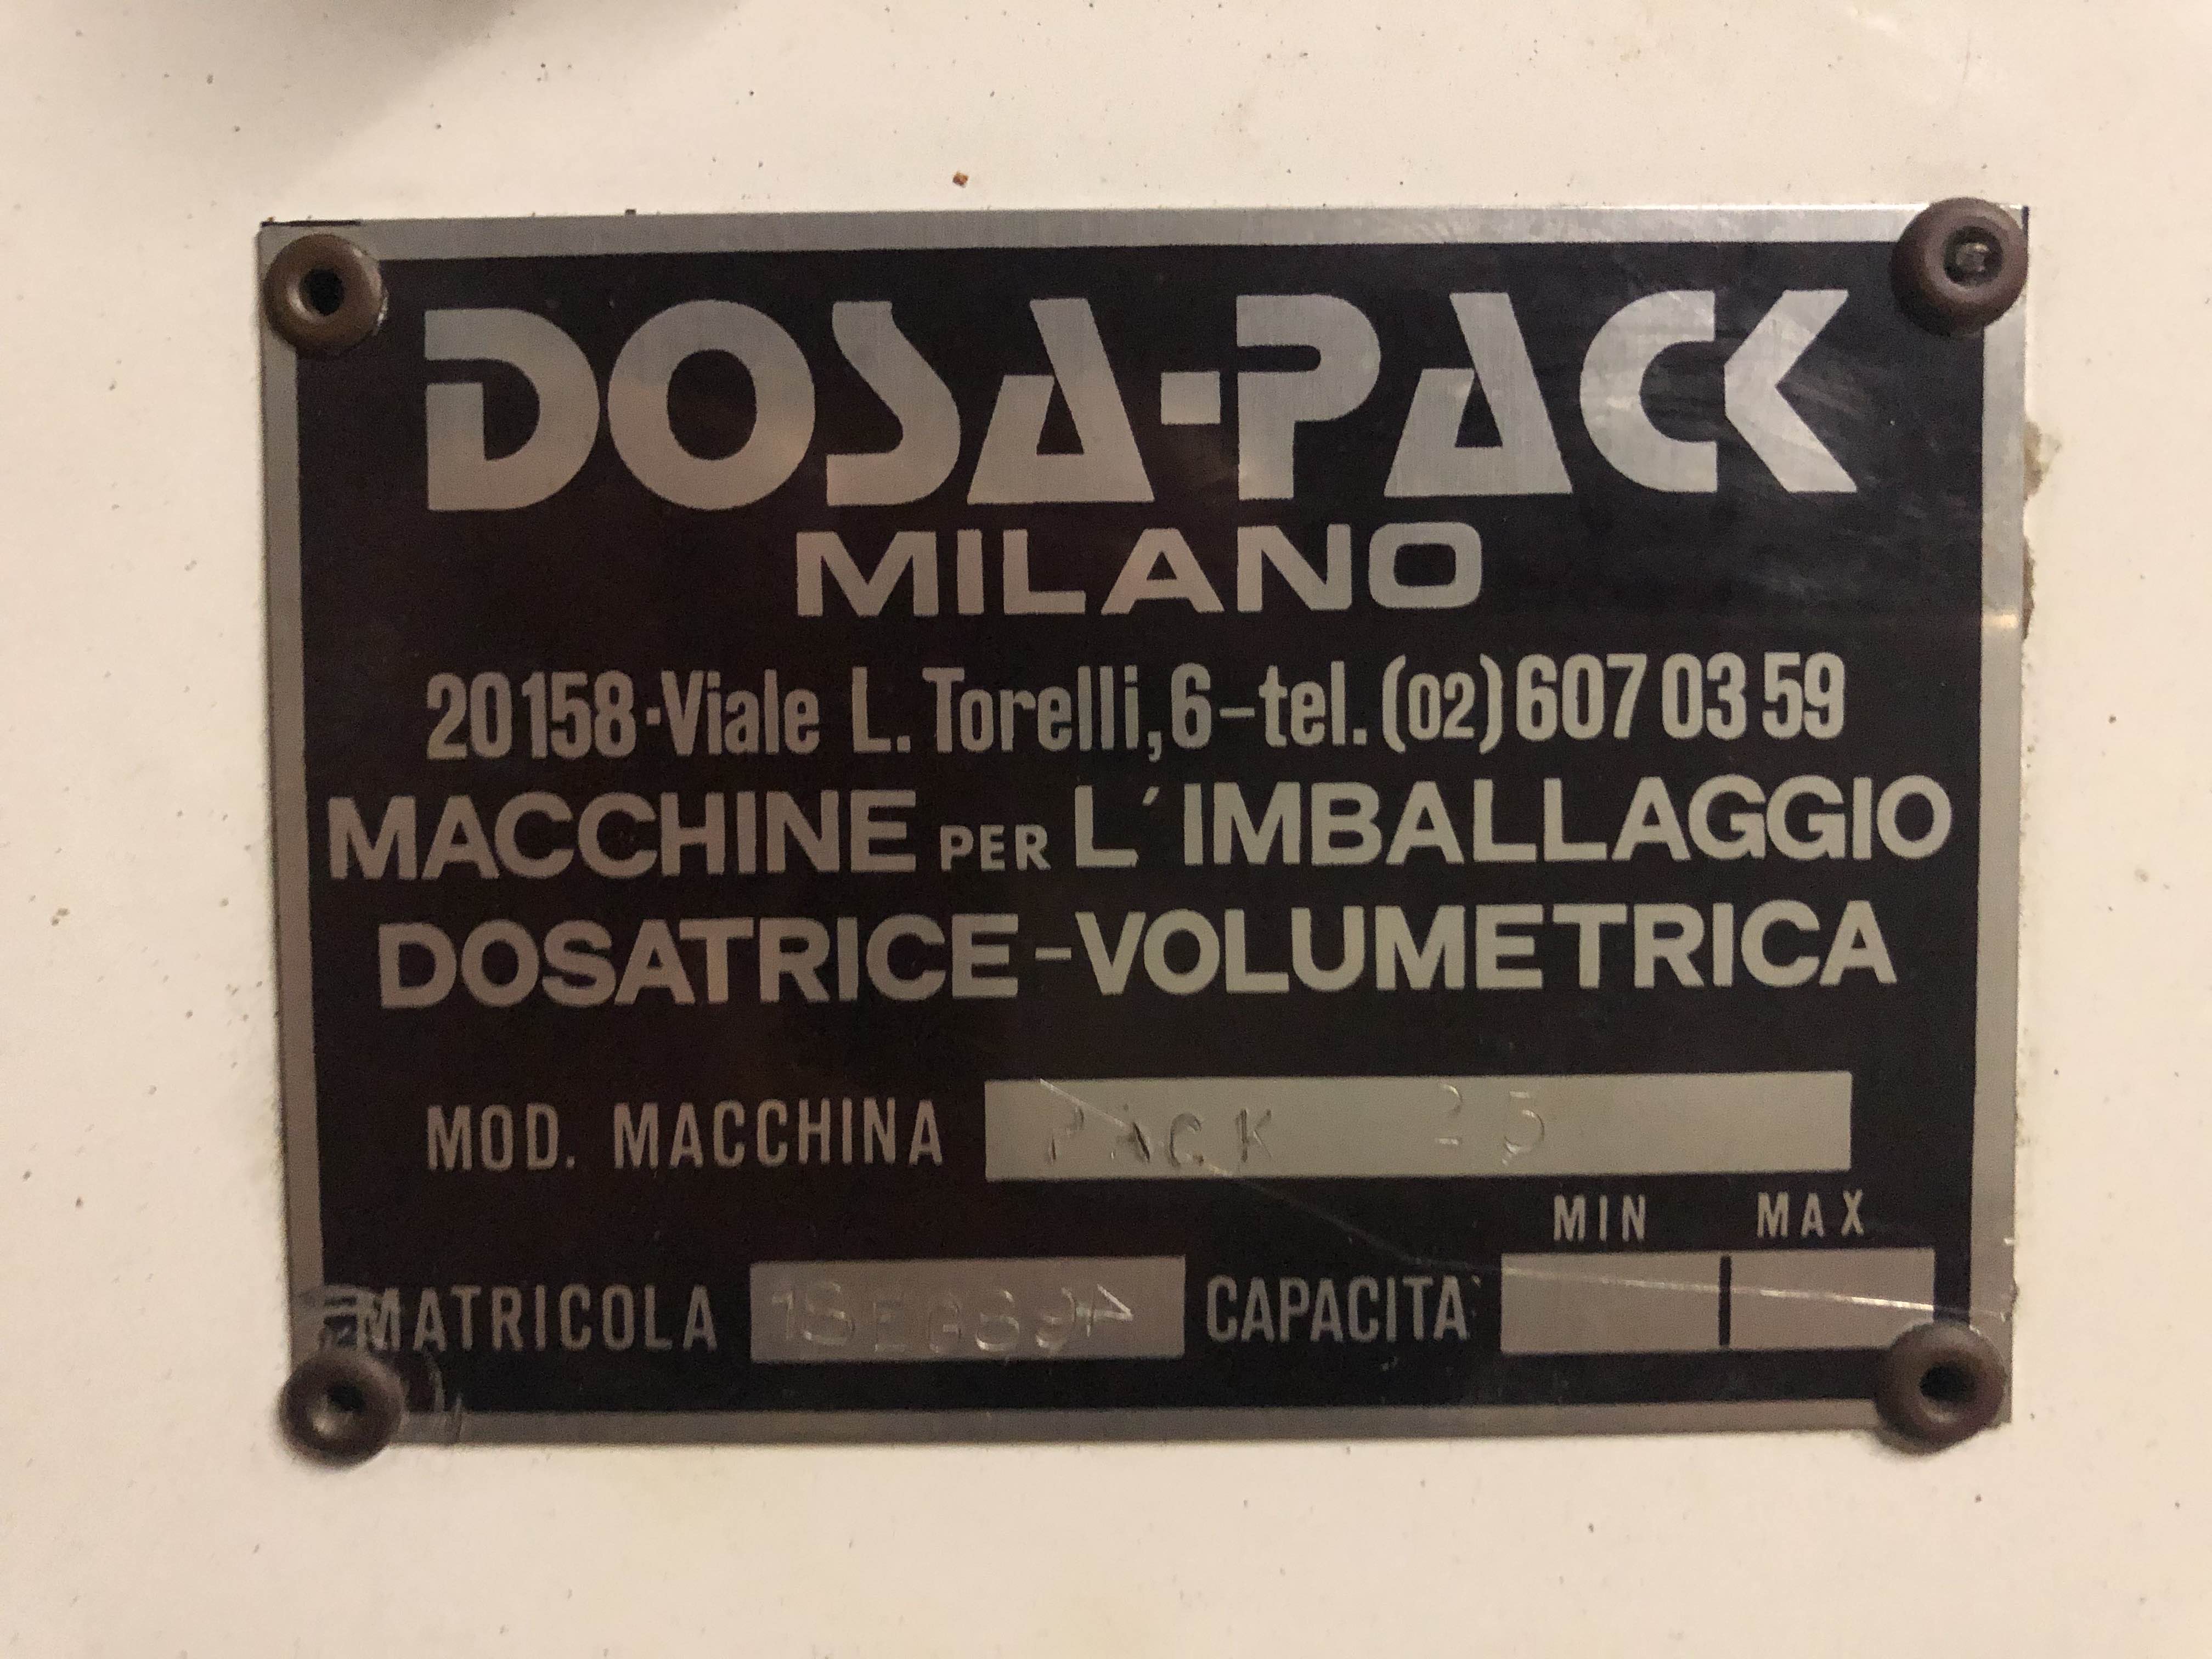 DOSA-PACK
MILANO
20158-Viale L. Torelli, 6-tel. (02) 607 03 59
MACCHINE PER L'IMBALLAGGIO
DOSATRICE-VOLUMETRICA
MOD. MACCHINA PACK 25
MIN MAX
MATRICOLA CAPACITA'